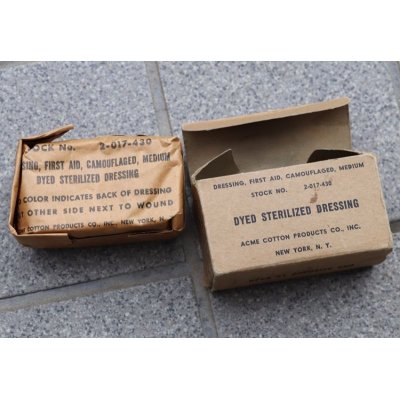 STOCK No. 2-017-430
SING, FIRST AID, CAMOUFLAGED, MEDIUM
DYED STERILIZED DRESSING
COLOR INDICATES BACK OF DRESSING
T OTHER SIDE NEXT TO WOUND
COTTON PRODUCTS CO., INC., NEW YORK, N.
DRESSING, FIRST AID, CAMOUFLAGED, MEDIUM
STOCK NO. 2-017-430
DYED STERILIZED DRESSING
ACME COTTON PRODUCTS CO., INC.
NEW YORK, N. Y.